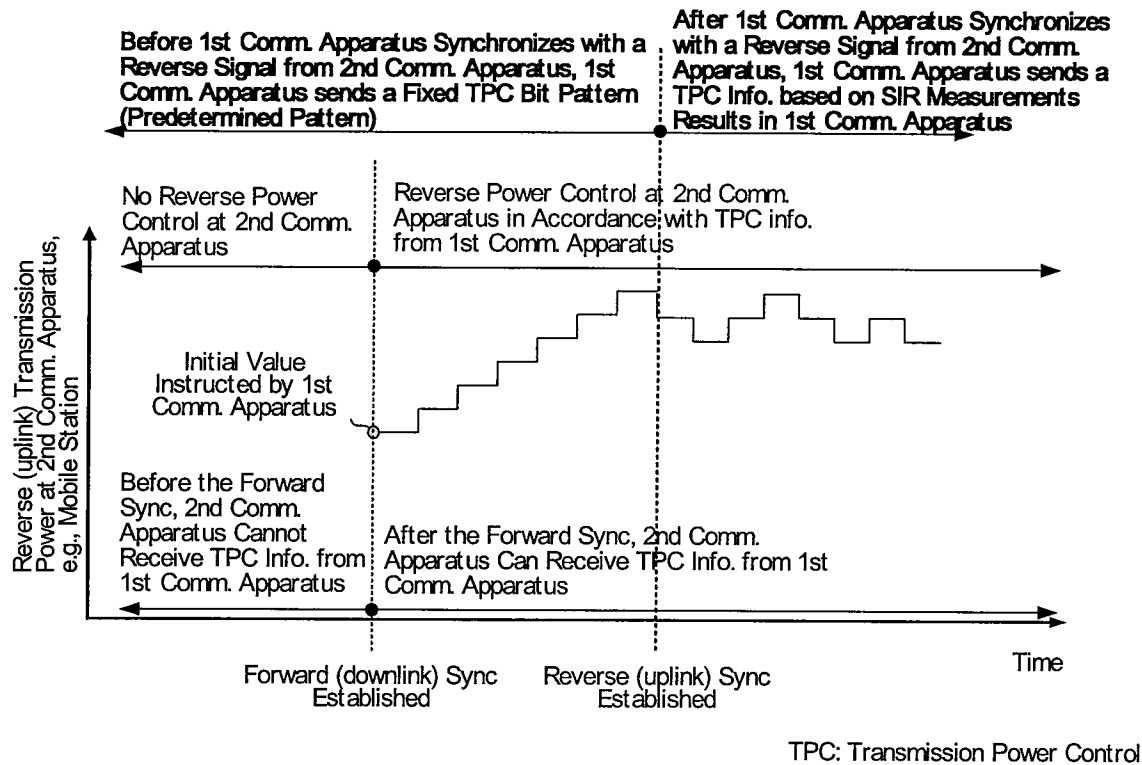 Before 1st Comm. Apparatus Synchronizes with a
Reverse Signal from 2nd Comm. Apparatus, 1st
Comm. Apparatus sends a Fixed TPC Bit Pattern
(Predetermined Pattern)
After 1st Comm. Apparatus Synchronizes
with a Reverse Signal from 2nd Comm.
Apparatus, 1st Comm. Apparatus sends a
TPC Info. based on SIR Measurements
Results in 1st Comm. Apparatus
No Reverse Power
Control at 2nd Comm.
Apparatus
Reverse Power Control at 2nd Comm.
Apparatus in Accordance with TPC info.
from 1st Comm. Apparatus
Reverse (uplink) Transmission
Power at 2nd Comm. Apparatus,
e.g., Mobile Station
Initial Value
Instructed by 1st
Comm. Apparatus
Before the Forward
Sync, 2nd Comm.
Apparatus Cannot
Receive TPC Info. from
1st Comm. Apparatus
After the Forward Sync, 2nd Comm.
Apparatus Can Receive TPC Info. from 1st
Comm. Apparatus
Time
Forward (downlink) Sync
Established
Reverse (uplink) Sync
Established
TPC: Transmission Power Control